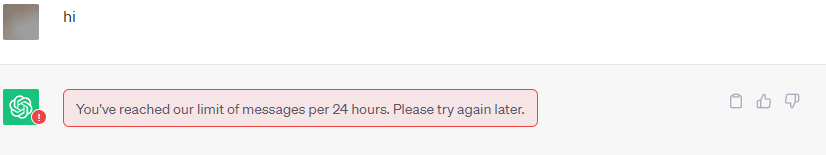 hi
You've reached our limit of messages per 24 hours. Please try again later.